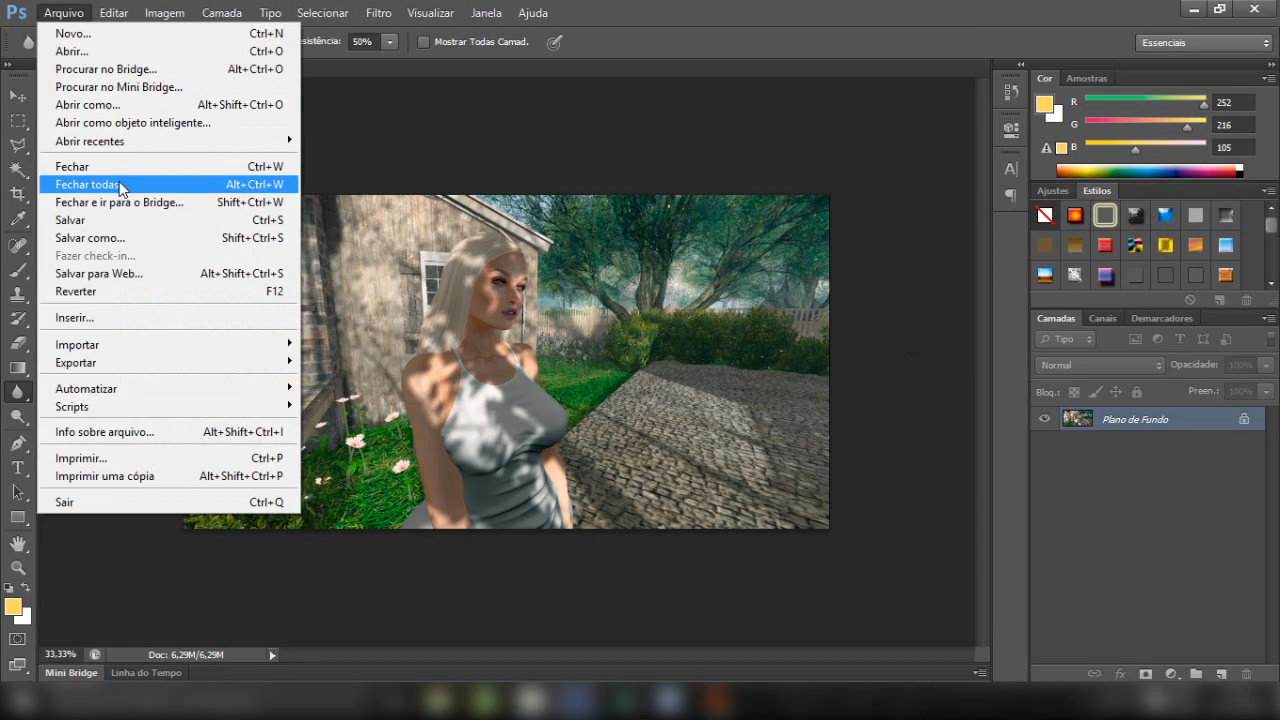 Ps Arquivo Editar Imagem Camada Tipo Selecionar Filtro Visualizar Janela Ajuda
50% Mostrar Todas Camad. Essenciais
Novo... Ctrl+N
Abrir... Ctrl+O
Procurar no Bridge... Alt+Ctrl+O
Procurar no Mini Bridge...
Abrir como... Alt+Shift+Ctrl+O
Abrir como objeto inteligente...
Abrir recentes
Fechar Ctrl+W
Fechar todas Alt+Ctrl+W
Fechar e ir para o Bridge... Shift+Ctrl+W
Salvar Ctrl+S
Salvar como... Shift+Ctrl+S
Fazer check-in...
Salvar para Web... Alt+Shift+Ctrl+S
Reverter F12
Inserir...
Importar
Exportar
Automatizar
Scripts
Info sobre arquivo... Alt+Shift+Ctrl+I
Imprimir... Ctrl+P
Imprimir uma cópia Alt+Shift+Ctrl+P
Sair Ctrl+Q
Cor Amostras
R 252
G 216
B 105
Ajustes Estilos
Camadas Canais Demarcadores
Tipo
Normal Opacidade: 100%
Bloq.: Preen.: 100%
Plano de Fundo
33,33% Doc: 6,29M/6,29M
Mini Bridge Linha do Tempo